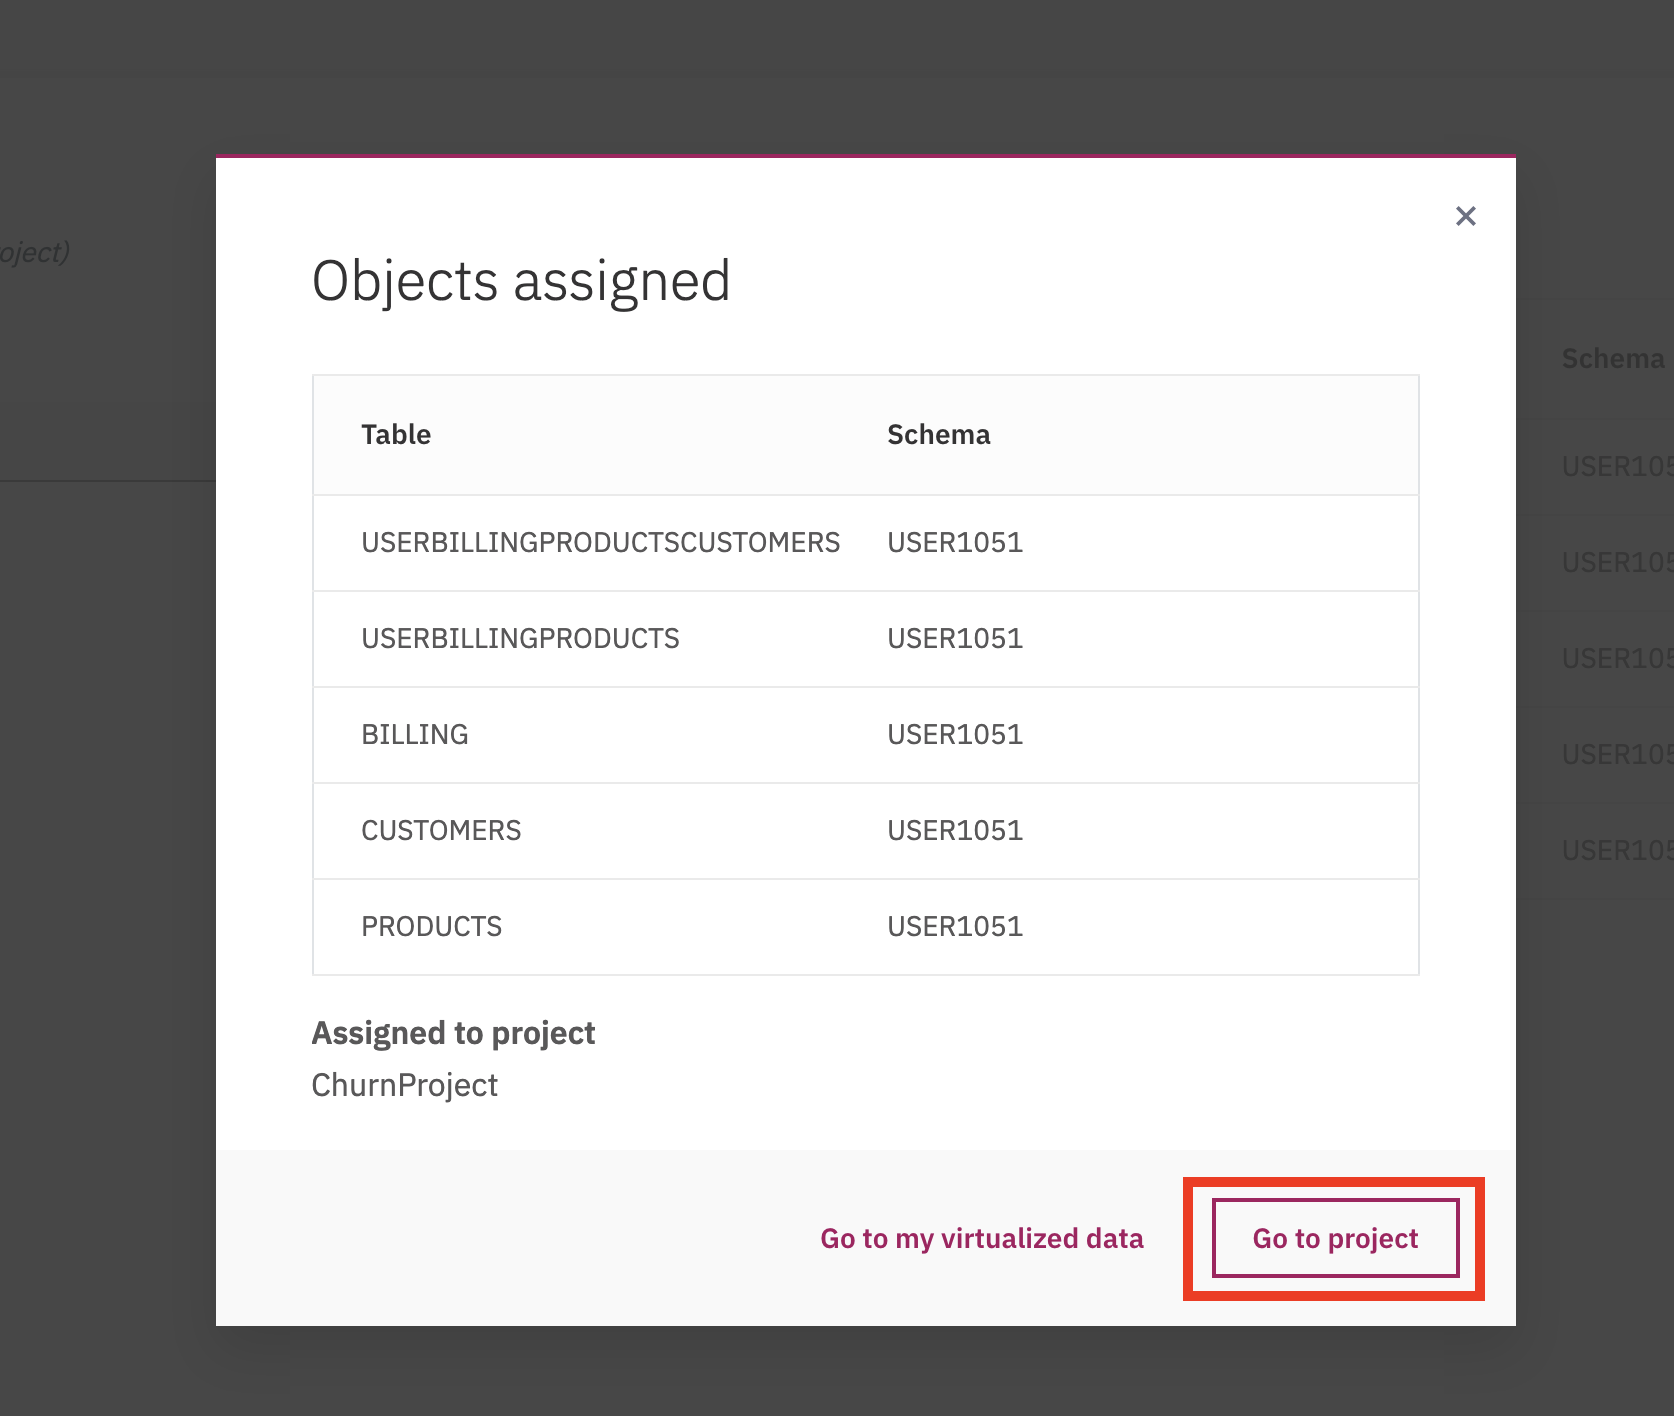 oject)
Objects assigned
Table Schema
USERBILLINGPRODUCTSCUSTOMERS USER1051
USERBILLINGPRODUCTS USER1051
BILLING USER1051
CUSTOMERS USER1051
PRODUCTS USER1051
Assigned to project
ChurnProject
Go to my virtualized data Go to project
Schema
USER105
USER105
USER105
USER105
USER105